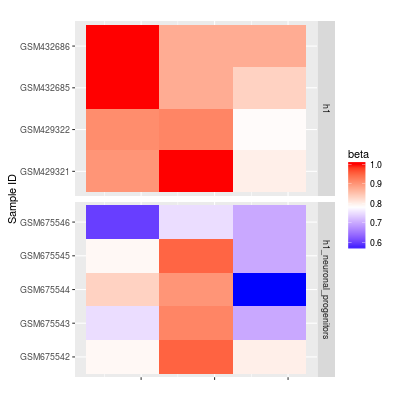 GSM432686
GSM432685
GSM429322
GSM429321
h1
Sample ID
GSM675546
GSM675545
GSM675544
GSM675543
GSM675542
h1_neuronal_progenitors
beta
1.0
0.9
0.8
0.7
0.6